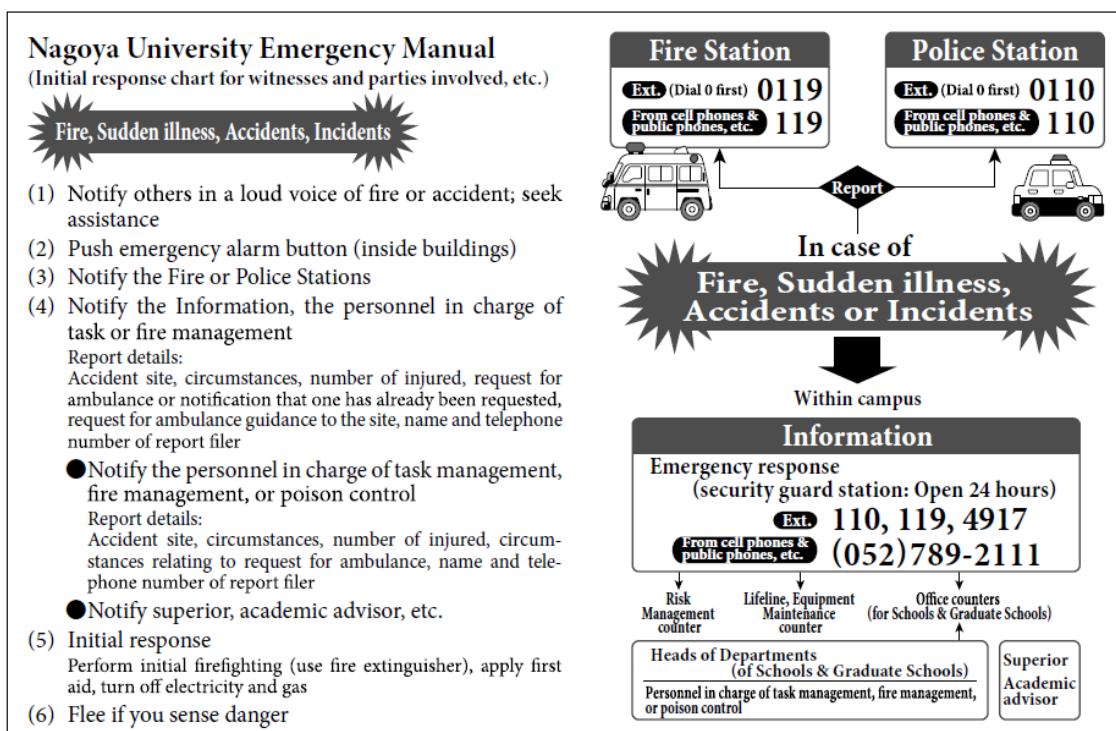 Nagoya University Emergency Manual
(Initial response chart for witnesses and parties involved, etc.)
Fire, Sudden illness, Accidents, Incidents
(1) Notify others in a loud voice of fire or accident; seek
assistance
(2) Push emergency alarm button (inside buildings)
(3) Notify the Fire or Police Stations
(4) Notify the Information, the personnel in charge of
task or fire management
Report details:
Accident site, circumstances, number of injured, request for
ambulance or notification that one has already been requested,
request for ambulance guidance to the site, name and telephone
number of report filer
●Notify the personnel in charge of task management,
fire management, or poison control
Report details:
Accident site, circumstances, number of injured, circum-
stances relating to request for ambulance, name and tele-
phone number of report filer
●Notify superior, academic advisor, etc.
(5) Initial response
Perform initial firefighting (use fire extinguisher), apply first
aid, turn off electricity and gas
(6) Flee if you sense danger
Fire Station
Ext. (Dial 0 first) 0119
From cell phones &
public phones, etc. 119
Police Station
Ext. (Dial 0 first) 0110
From cell phones &
public phones, etc. 110
Report
In case of
Fire, Sudden illness,
Accidents or Incidents
Within campus
Information
Emergency response
(security guard station: Open 24 hours)
Ext. 110, 119, 4917
From cell phones &
public phones, etc. (052)789-2111
Risk
Management
counter
Lifeline, Equipment
Maintenance
counter
Office counters
(for Schools & Graduate Schools)
Heads of Departments
(of Schools & Graduate Schools)
Personnel in charge of task management, fire management,
or poison control
Superior
Academic
advisor